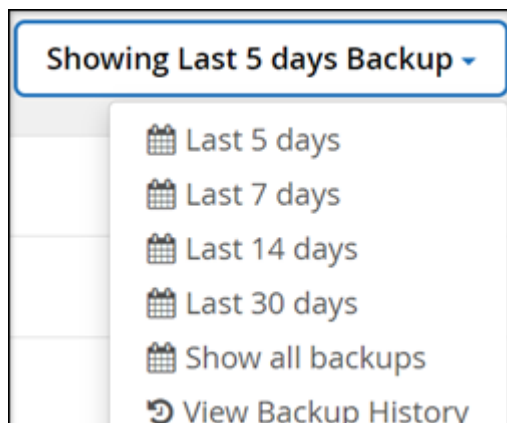 Showing Last 5 days Backup
Last 5 days
Last 7 days
Last 14 days
Last 30 days
Show all backups
View Backup History